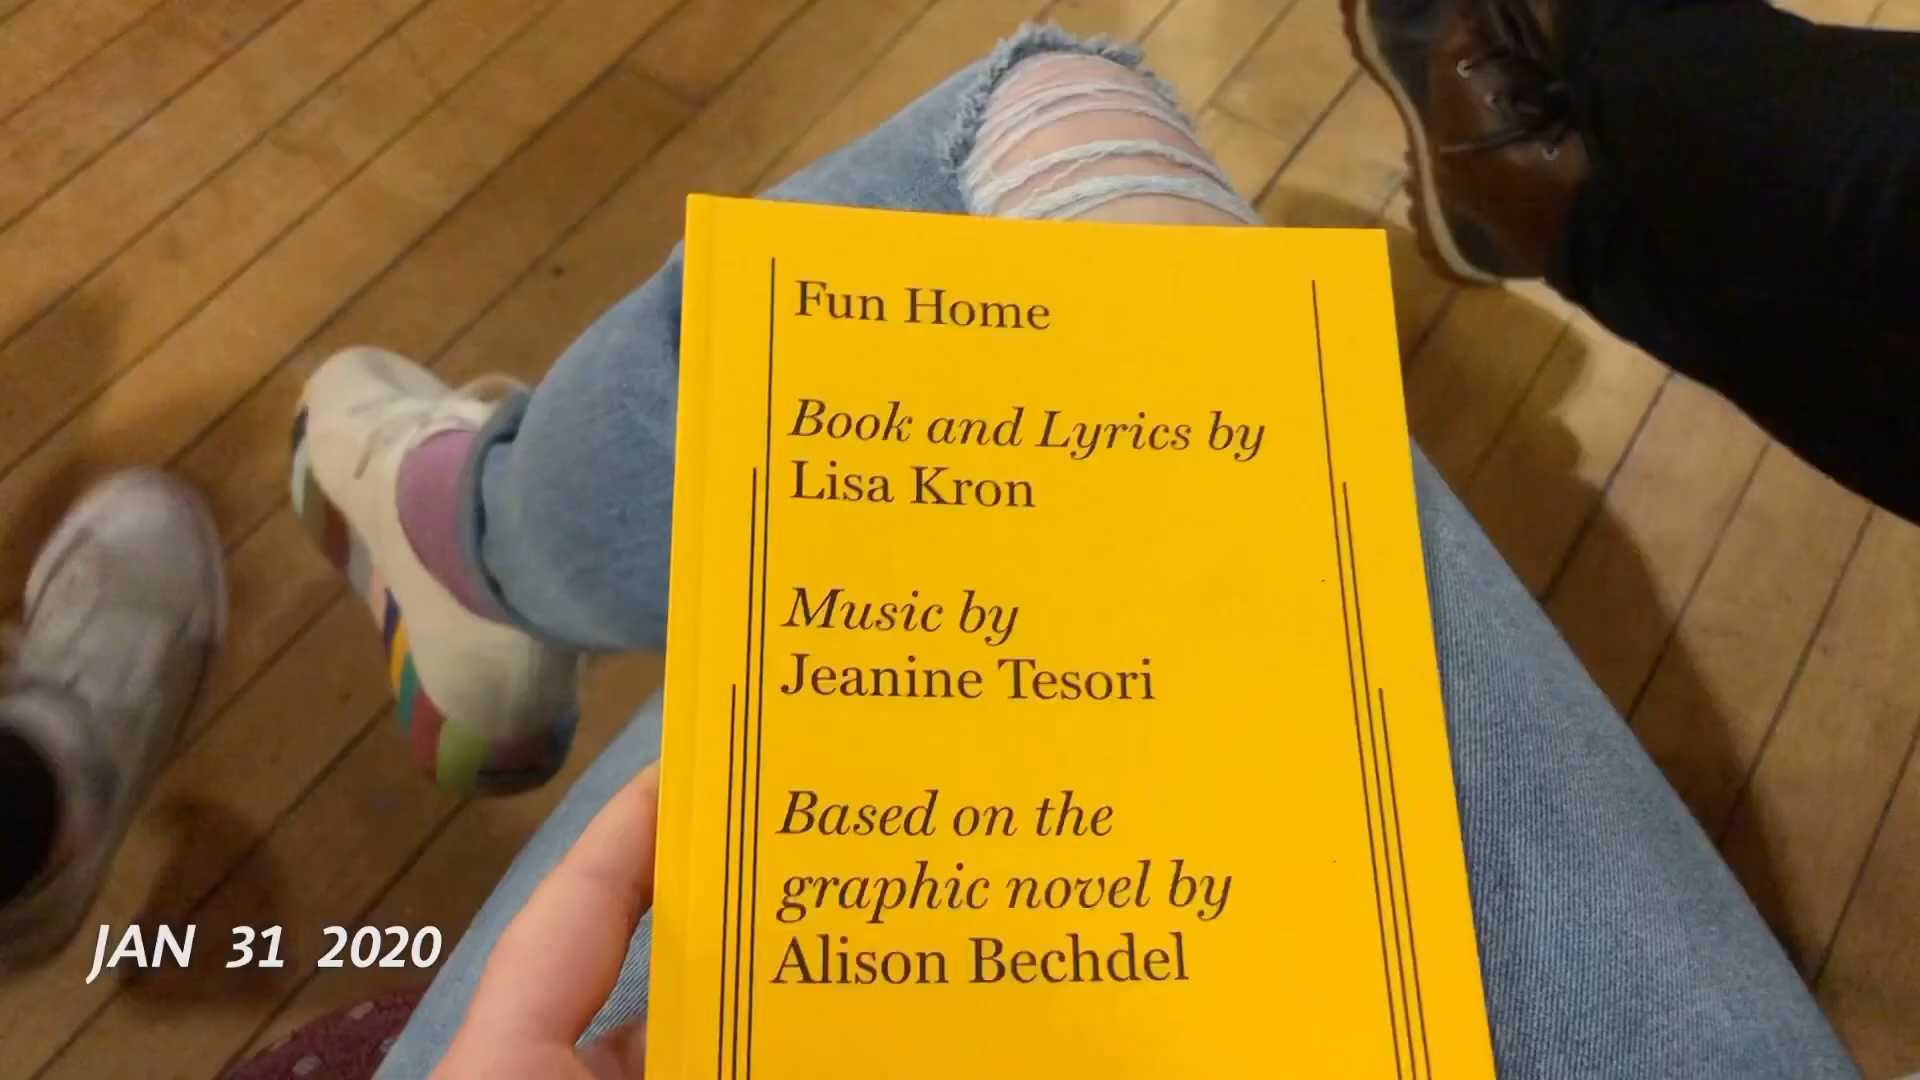 Fun Home
Book and Lyrics by
Lisa Kron
Music by
Jeanine Tesori
Based on the
graphic novel by
Alison Bechdel
JAN 31 2020